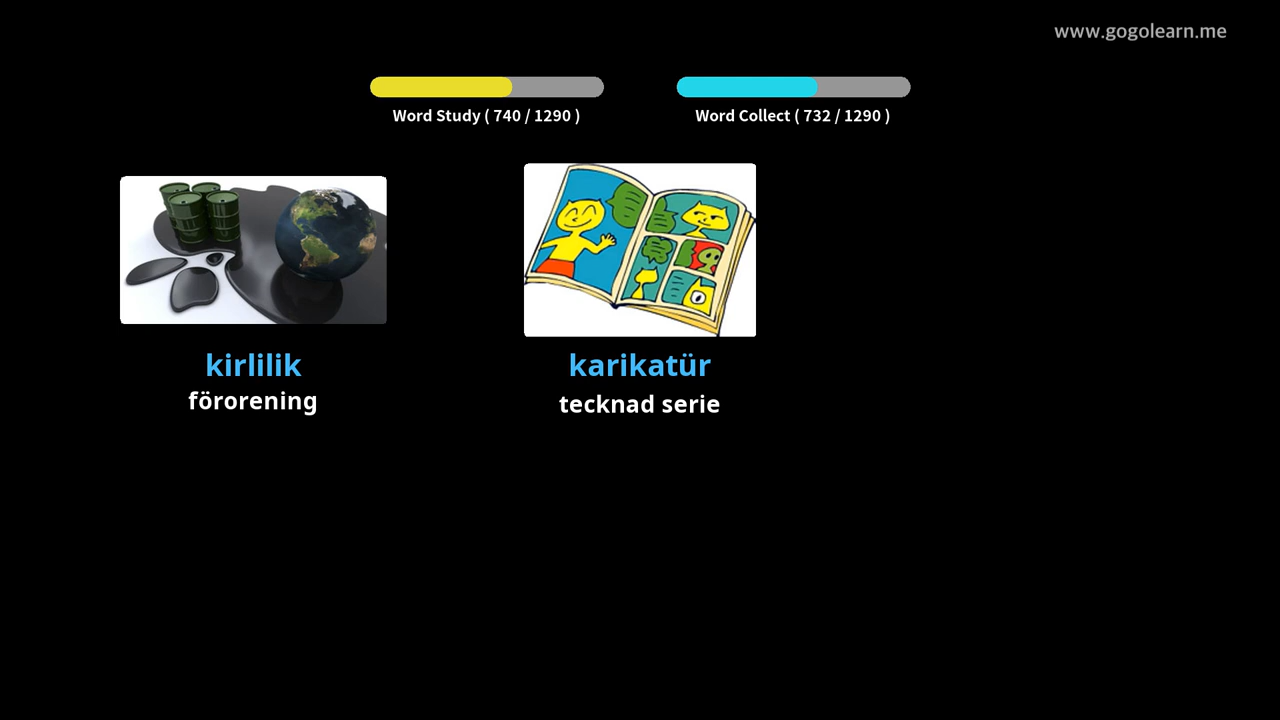 www.gogolearn.me
Word Study ( 740 / 1290 )
Word Collect ( 732 / 1290 )
kirlilik
förorening
karikatür
tecknad serie